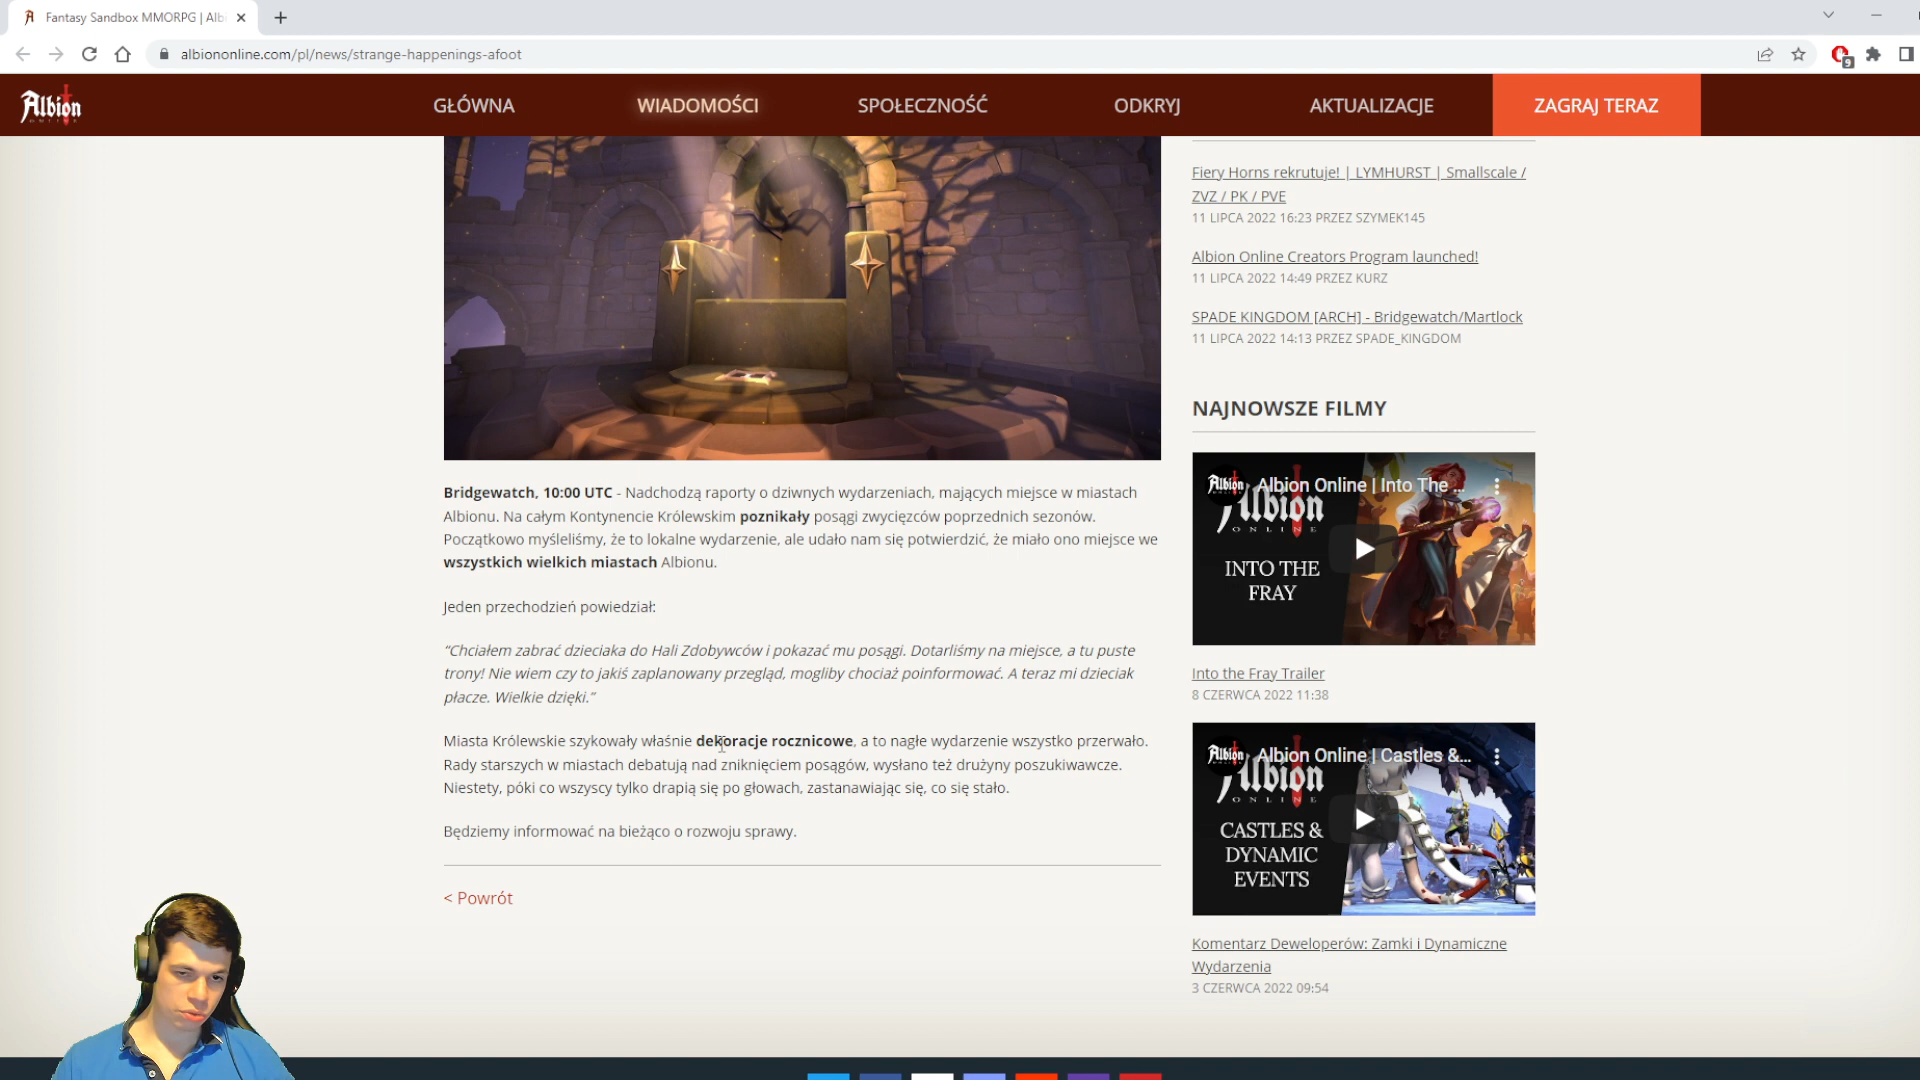 Fantasy Sandbox MMORPG | Alb
albiononline.com/pl/news/strange-happenings-afoot
9
Albion
ONLINE
GŁÓWNA
WIADOMOŚCI
SPOŁECZNOŚĆ
ODKRYJ
AKTUALIZACJE
ZAGRAJ TERAZ
Bridgewatch, 10:00 UTC - Nadchodzą raporty o dziwnych wydarzeniach, mających miejsce w miastach
Albionu. Na całym Kontynencie Królewskim poznikały posągi zwycięzców poprzednich sezonów.
Początkowo myśleliśmy, że to lokalne wydarzenie, ale udało nam się potwierdzić, że miało ono miejsce we
wszystkich wielkich miastach Albionu.
Jeden przechodzień powiedział:
“Chciałem zabrać dzieciaka do Hali Zdobywców i pokazać mu posągi. Dotarliśmy na miejsce, a tu puste
trony! Nie wiem czy to jakiś zaplanowany przegląd, mogliby chociaż poinformować. A teraz mi dzieciak
płacze. Wielkie dzięki.”
Miasta Królewskie szykowały właśnie dekoracje rocznicowe, a to nagłe wydarzenie wszystko przerwało.
Rady starszych w miastach debatują nad zniknięciem posągów, wysłano też drużyny poszukiwawcze.
Niestety, póki co wszyscy tylko drapią się po głowach, zastanawiając się, co się stało.
Będziemy informować na bieżąco o rozwoju sprawy.
< Powrót
Fiery Horns rekrutuje! | LYMHURST | Smallscale /
ZVZ / PK / PVE
11 LIPCA 2022 16:23 PRZEZ SZYMEK145
Albion Online Creators Program launched!
11 LIPCA 2022 14:49 PRZEZ KURZ
SPADE KINGDOM [ARCH] - Bridgewatch/Martlock
11 LIPCA 2022 14:13 PRZEZ SPADE_KINGDOM
NAJNOWSZE FILMY
Albion
Albion Online | Into The ...
Albion
ONLINE
INTO THE
FRAY
Into the Fray Trailer
8 CZERWCA 2022 11:38
Albion
Albion Online | Castles &...
Albion
ONLINE
CASTLES &
DYNAMIC
EVENTS
Komentarz Deweloperów: Zamki i Dynamiczne
Wydarzenia
3 CZERWCA 2022 09:54